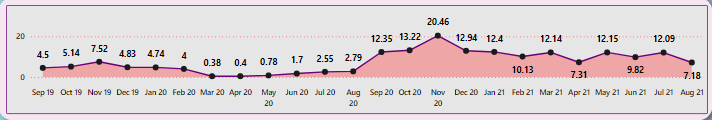 20.46
12.35 13.22 12.94 12.4 12.14 12.15 12.09
20
4.5 5.14 7.52 4.83 4.74 4 0.38 0.4 0.78 1.7 2.55 2.79 10.13 7.31 9.82 7.18
0
Sep 19 Oct 19 Nov 19 Dec 19 Jan 20 Feb 20 Mar 20 Apr 20 May 20 Jun 20 Jul 20 Aug 20 Sep 20 Oct 20 Nov 20 Dec 20 Jan 21 Feb 21 Mar 21 Apr 21 May 21 Jun 21 Jul 21 Aug 21